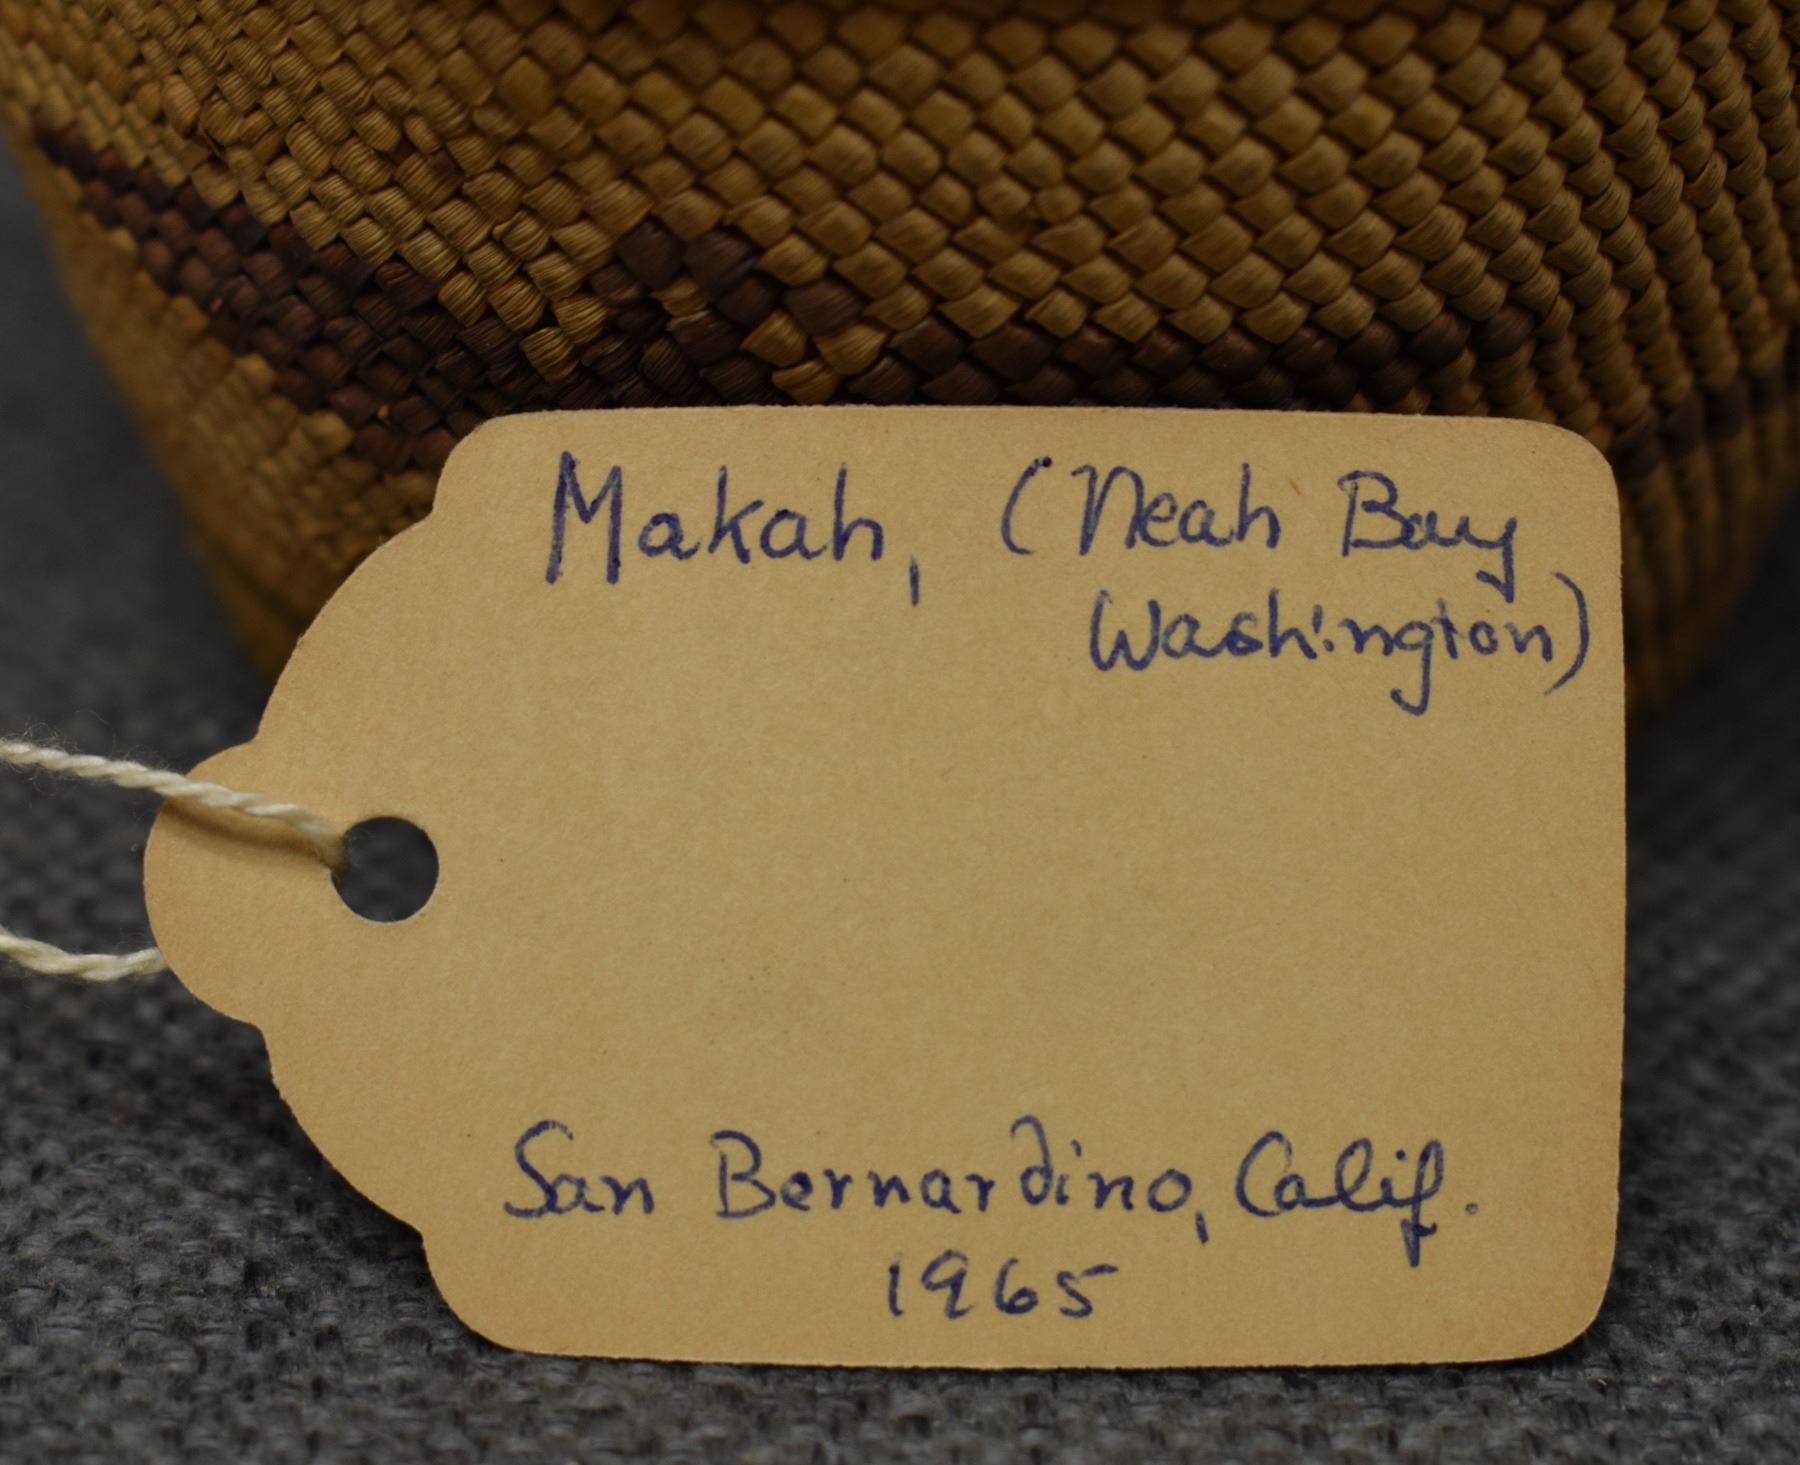 Makah, (Neah Bay
Washington)
San Bernardino, Calif.
1965